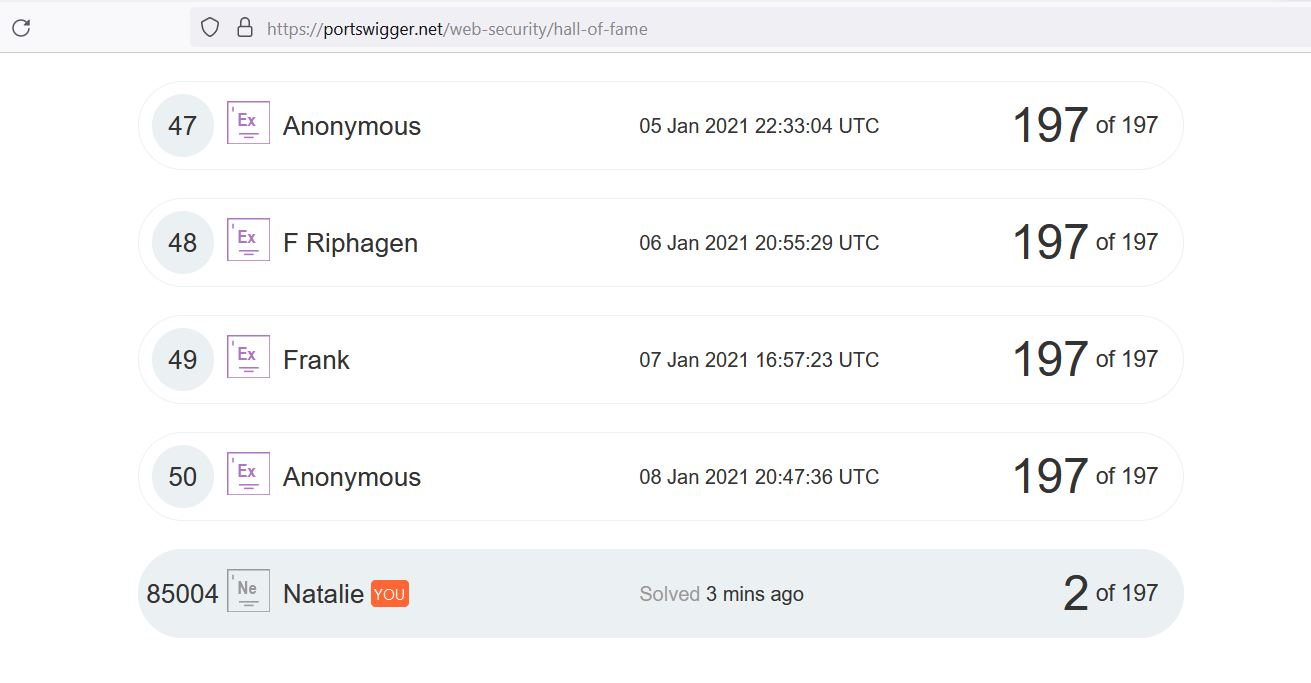 https://portswigger.net/web-security/hall-of-fame
47 Ex Anonymous 05 Jan 2021 22:33:04 UTC 197 of 197
48 Ex F Riphagen 06 Jan 2021 20:55:29 UTC 197 of 197
49 Ex Frank 07 Jan 2021 16:57:23 UTC 197 of 197
50 Ex Anonymous 08 Jan 2021 20:47:36 UTC 197 of 197
85004 Ne Natalie YOU Solved 3 mins ago 2 of 197